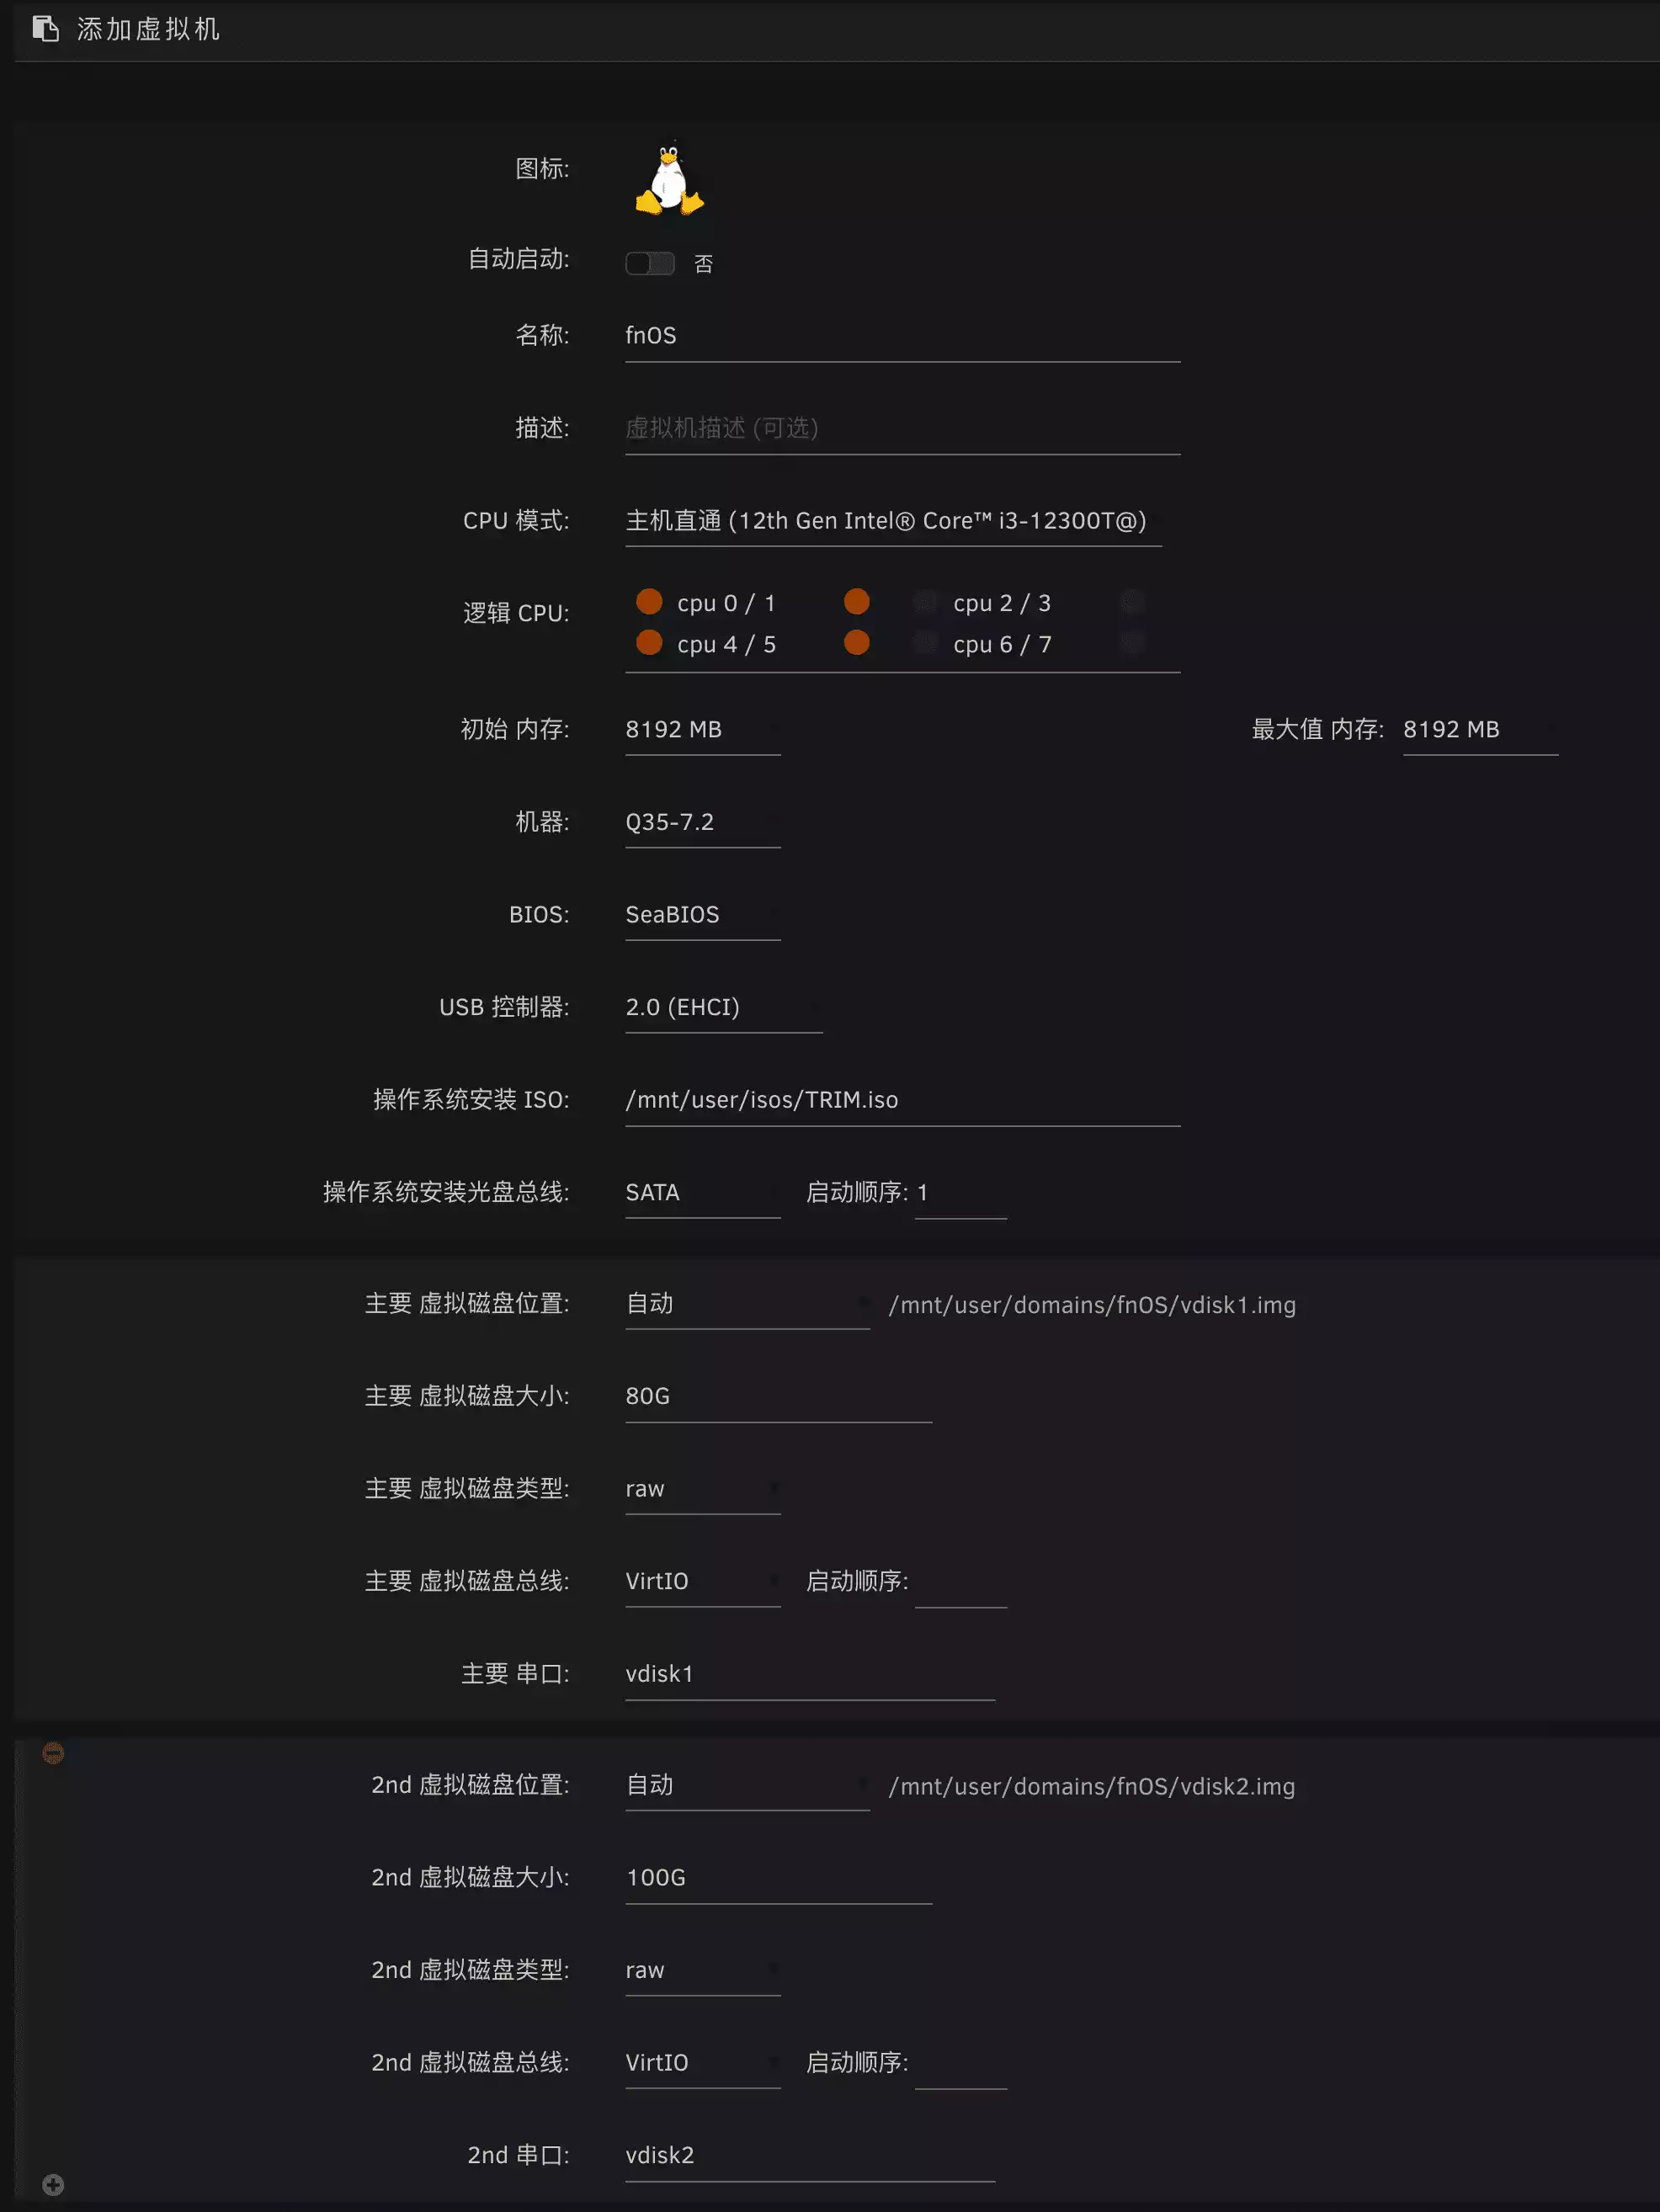 添加虚拟机
图标:
自动启动: 否
名称: fnOS
描述: 虚拟机描述 (可选)
CPU 模式: 主机直通 (12th Gen Intel® Core™ i3-12300T@)
逻辑 CPU: cpu 0 / 1 cpu 2 / 3
cpu 4 / 5 cpu 6 / 7
初始 内存: 8192 MB 最大值 内存: 8192 MB
机器: Q35-7.2
BIOS: SeaBIOS
USB 控制器: 2.0 (EHCI)
操作系统安装 ISO: /mnt/user/isos/TRIM.iso
操作系统安装光盘总线: SATA 启动顺序: 1
主要 虚拟磁盘位置: 自动 /mnt/user/domains/fnOS/vdisk1.img
主要 虚拟磁盘大小: 80G
主要 虚拟磁盘类型: raw
主要 虚拟磁盘总线: VirtIO 启动顺序:
主要 串口: vdisk1
2nd 虚拟磁盘位置: 自动 /mnt/user/domains/fnOS/vdisk2.img
2nd 虚拟磁盘大小: 100G
2nd 虚拟磁盘类型: raw
2nd 虚拟磁盘总线: VirtIO 启动顺序:
2nd 串口: vdisk2